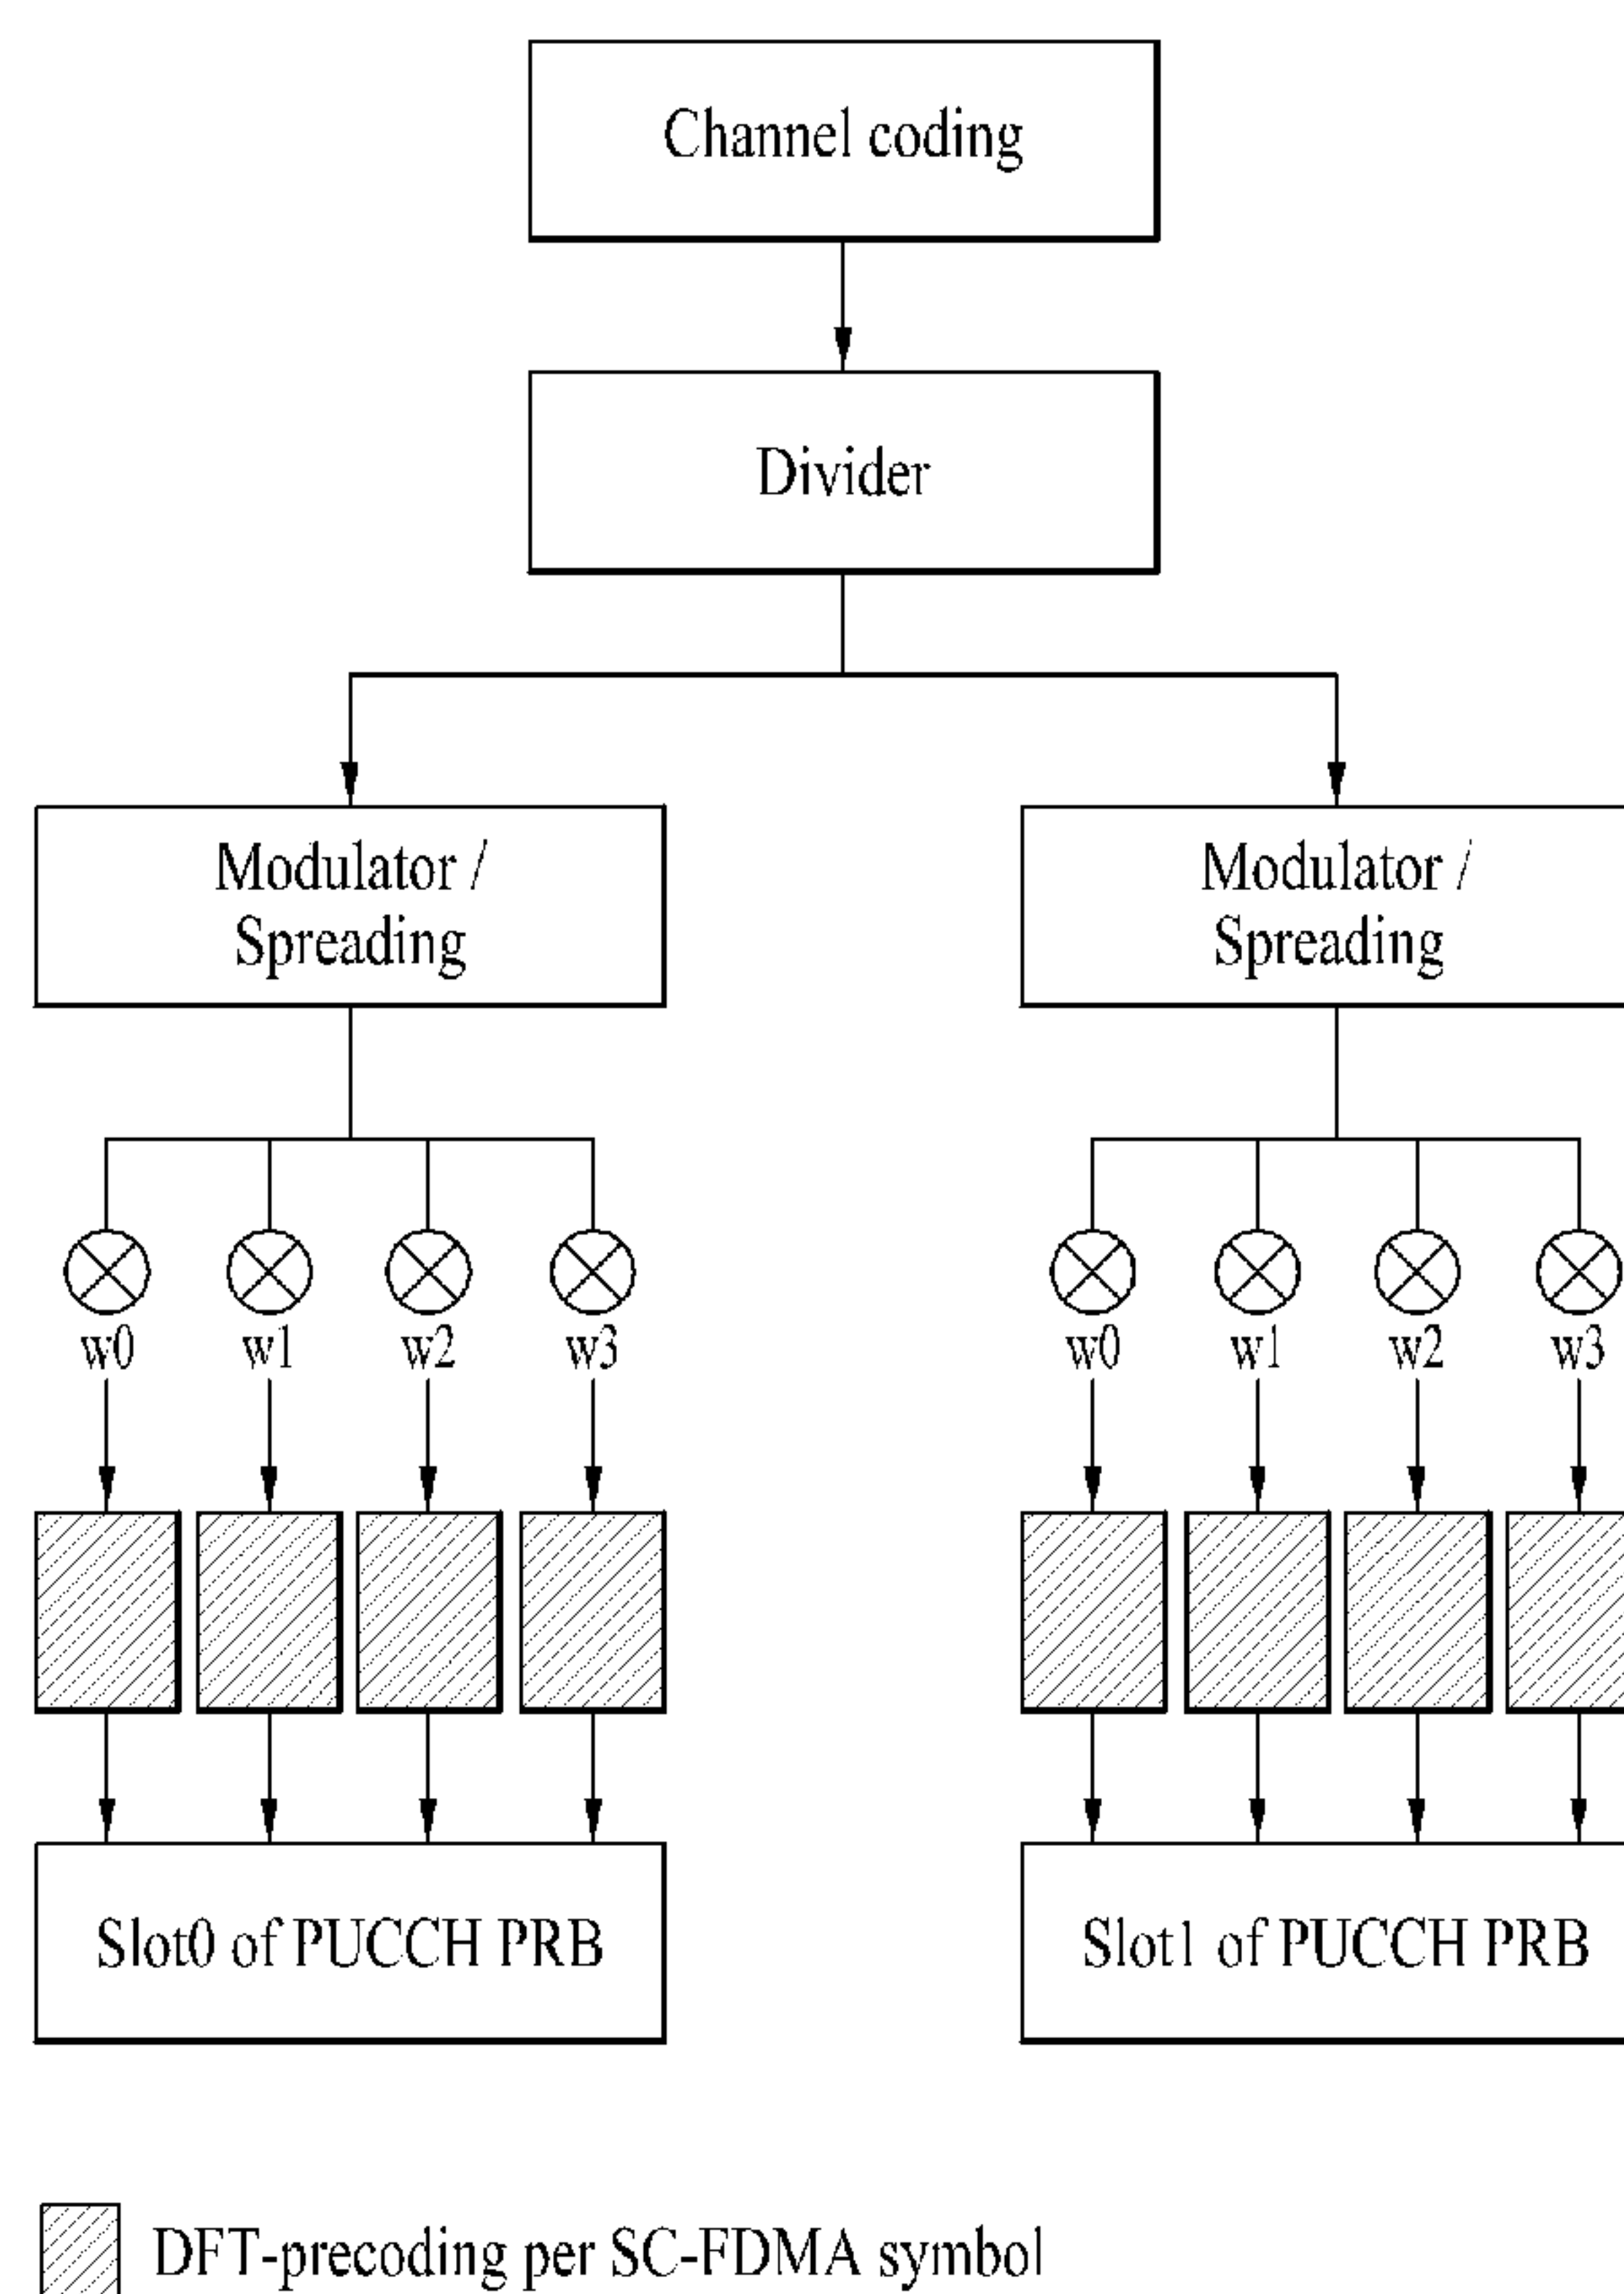 Channel coding
Divider
Modulator /
Spreading
Modulator /
Spreading
w0 w1 w2 w3
w0 w1 w2 w3
Slot0 of PUCCH PRB
Slot1 of PUCCH PRB
DFT-precoding per SC-FDMA symbol